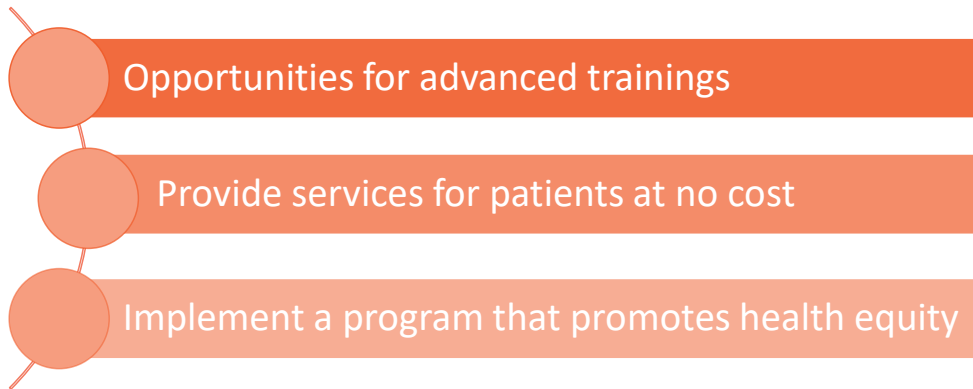 Opportunities for advanced trainings
Provide services for patients at no cost
Implement a program that promotes health equity